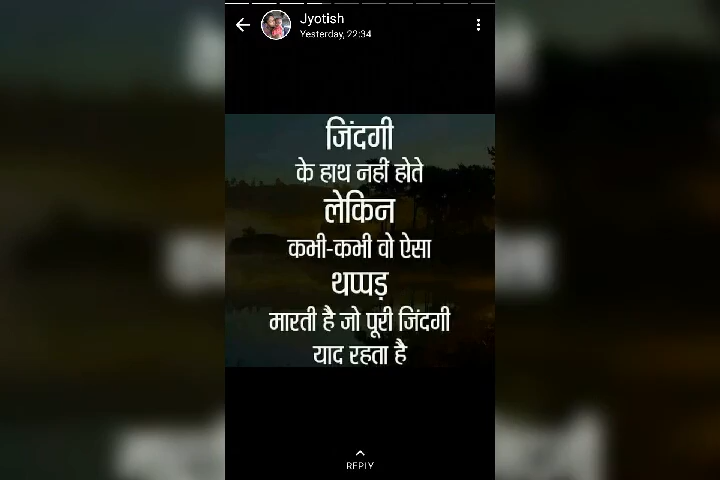 Jyotish
Yesterday, 22:34
जिंदगी
के हाथ नहीं होते
लेकिन
कभी-कभी वो ऐसा
थप्पड़
मारती है जो पूरी जिंदगी
याद रहता है
REPLY